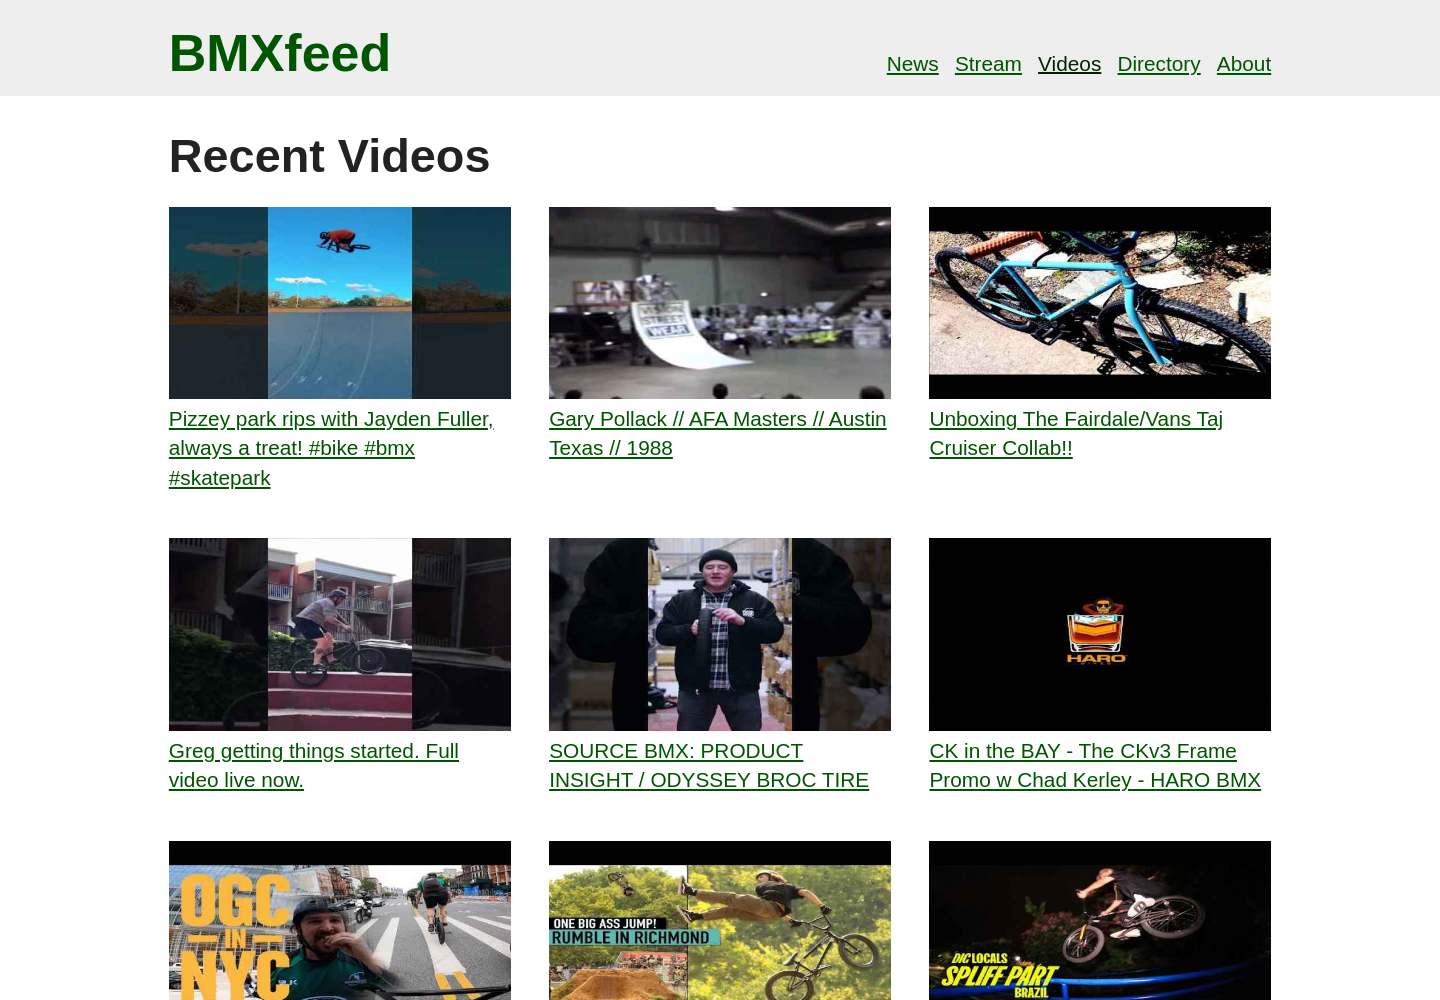 BMXfeed
News Stream Videos Directory About
Recent Videos
STREET
WEAR
Pizzey park rips with Jayden Fuller,
always a treat! #bike #bmx
#skatepark
Gary Pollack // AFA Masters // Austin
Texas // 1988
Unboxing The Fairdale/Vans Taj
Cruiser Collab!!
HARO
Greg getting things started. Full
video live now.
SOURCE BMX: PRODUCT
INSIGHT / ODYSSEY BROC TIRE
CK in the BAY - The CKv3 Frame
Promo w Chad Kerley - HARO BMX
OGC
IN
NYC
ONE BIG ASS JUMP!
RUMBLE IN RICHMOND
DIG LOCALS
SPLIFF PART
BRAZIL